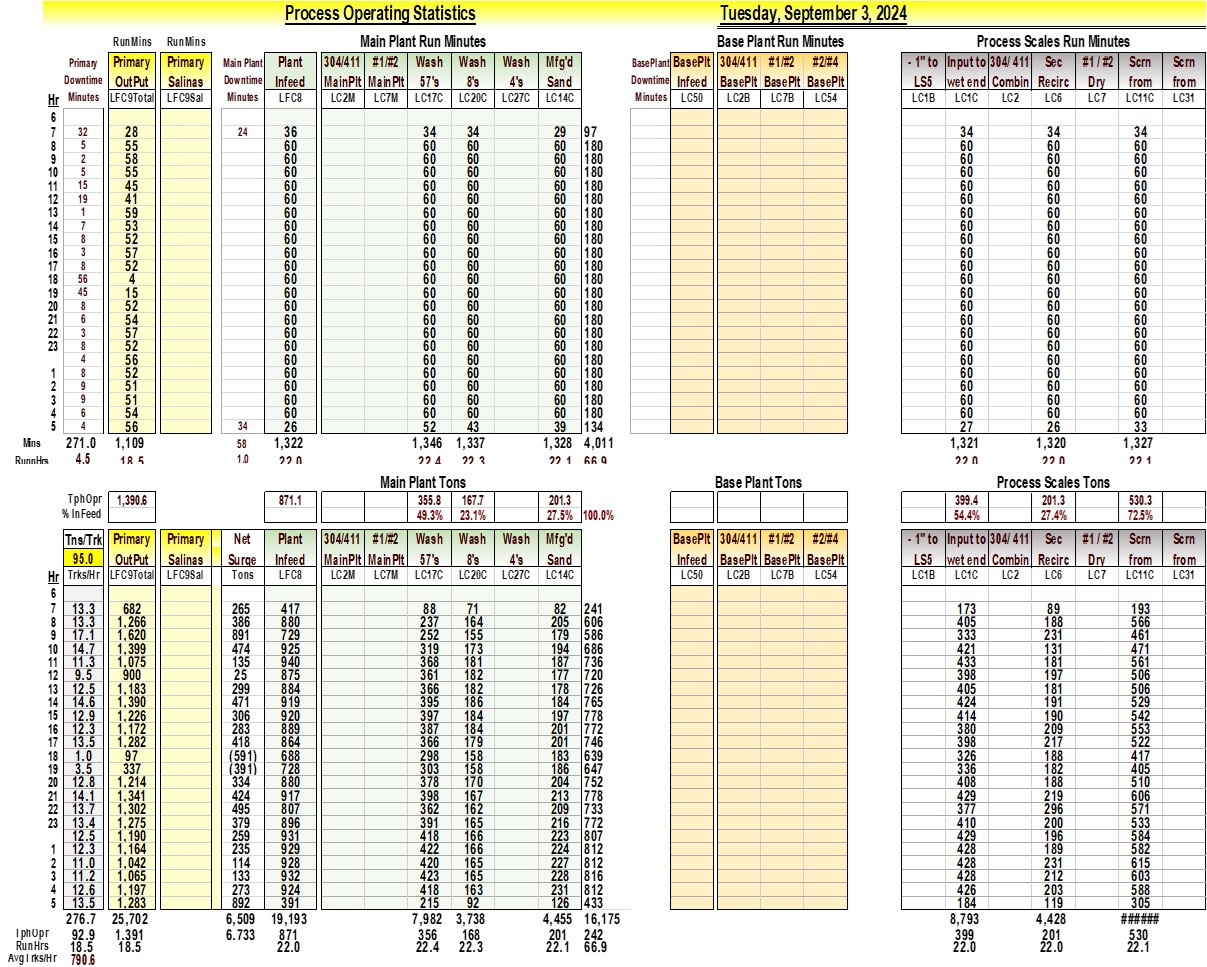 Process Operating Statistics Tuesday, September 3, 2024
RunMins RunMins Main Plant Run Minutes Base Plant Run Minutes Process Scales Run Minutes
Primary Primary Primary Main Plant Plant 304/411 #1/#2 Wash Wash Wash Mfg'd BasePlant BasePlt 304/411 #1/#2 #2/#4 - 1" to Input to 304/ 411 Sec #1 / #2 Scrn Scrn
Downtime OutPut Salinas Downtime Infeed MainPlt MainPlt 57's 8's 4's Sand Downtime Infeed BasePlt BasePlt BasePlt LS5 wet end Combin Recirc Dry from from
Hr Minutes LFC9Total LFC9Sal Minutes LFC8 LC2M LC7M LC17C LC20C LC27C LC14C Minutes LC50 LC2B LC7B LC54 LC1B LC1C LC2 LC6 LC7 LC11C LC31
6
7 32 28 24 36 34 34 29 97 34 34 34
8 5 55 60 60 60 60 180 60 60 60
9 2 58 60 60 60 60 180 60 60 60
10 5 55 60 60 60 60 180 60 60 60
11 15 45 60 60 60 60 180 60 60 60
12 19 41 60 60 60 60 180 60 60 60
13 1 59 60 60 60 60 180 60 60 60
14 7 53 60 60 60 60 180 60 60 60
15 8 52 60 60 60 60 180 60 60 60
16 3 57 60 60 60 60 180 60 60 60
17 8 52 60 60 60 60 180 60 60 60
18 56 4 60 60 60 60 180 60 60 60
19 45 15 60 60 60 60 180 60 60 60
20 8 52 60 60 60 60 180 60 60 60
21 6 54 60 60 60 60 180 60 60 60
22 3 57 60 60 60 60 180 60 60 60
23 8 52 60 60 60 60 180 60 60 60
4 56 60 60 60 60 180 60 60 60
1 8 52 60 60 60 60 180 60 60 60
2 9 51 60 60 60 60 180 60 60 60
3 9 51 60 60 60 60 180 60 60 60
4 6 54 60 60 60 60 180 60 60 60
5 4 56 34 26 52 43 39 134 27 26 33
Mins 271.0 1,109 58 1,322 1,346 1,337 1,328 4,011 1,321 1,320 1,327
RunnHrs 4.5 18.5 1.0 22.0 22.4 22.3 22.1 66.9 22.0 22.0 22.1
Main Plant Tons Base Plant Tons Process Scales Tons
TphOpr 1,390.6 871.1 355.8 167.7 201.3 399.4 201.3 530.3
% InFeed 49.3% 23.1% 27.5% 100.0% 54.4% 27.4% 72.5%
Tns/Trk Primary Primary Net Plant 304/411 #1/#2 Wash Wash Wash Mfg'd BasePlt 304/411 #1/#2 #2/#4 - 1" to Input to 304/ 411 Sec #1 / #2 Scrn Scrn
95.0 OutPut Salinas Surge Infeed MainPlt MainPlt 57's 8's 4's Sand Infeed BasePlt BasePlt BasePlt LS5 wet end Combin Recirc Dry from from
Hr Trks/Hr LFC9Total LFC9Sal Tons LFC8 LC2M LC7M LC17C LC20C LC27C LC14C LC50 LC2B LC7B LC54 LC1B LC1C LC2 LC6 LC7 LC11C LC31
6
7 13.3 682 265 417 88 71 82 241 173 89 193
8 13.3 1,266 386 880 237 164 205 606 405 188 566
9 17.1 1,620 891 729 252 155 179 586 333 231 461
10 14.7 1,399 474 925 319 173 194 686 421 131 471
11 11.3 1,075 135 940 368 181 187 736 433 181 561
12 9.5 900 25 875 361 182 177 720 398 197 506
13 12.5 1,183 299 884 366 182 178 726 405 181 506
14 14.6 1,390 471 919 395 186 184 765 424 191 529
15 12.9 1,226 306 920 397 184 197 778 414 190 542
16 12.3 1,172 283 889 387 184 201 772 380 209 553
17 13.5 1,282 418 864 366 179 201 746 398 217 522
18 1.0 97 (591) 688 298 158 183 639 326 188 417
19 3.5 337 (391) 728 303 158 186 647 336 182 405
20 12.8 1,214 334 880 378 170 204 752 408 188 510
21 14.1 1,341 424 917 398 167 213 778 429 219 606
22 13.7 1,302 495 807 362 162 209 733 377 296 571
23 13.4 1,275 379 896 391 165 216 772 410 200 533
12.5 1,190 259 931 418 166 223 807 429 196 584
1 12.3 1,164 235 929 422 166 224 812 428 189 582
2 11.0 1,042 114 928 420 165 227 812 428 231 615
3 11.2 1,065 133 932 423 165 228 816 428 212 603
4 12.6 1,197 273 924 418 163 231 812 426 203 588
5 13.5 1,283 892 391 215 92 126 433 184 119 305
276.7 25,702 6,509 19,193 7,982 3,738 4,455 16,175 8,793 4,428 ######
TphOpr 92.9 1,391 6.733 871 356 168 201 242 399 201 530
RunHrs 18.5 18.5 22.0 22.4 22.3 22.1 66.9 22.0 22.0 22.1
AvgTrks/Hr 790.6